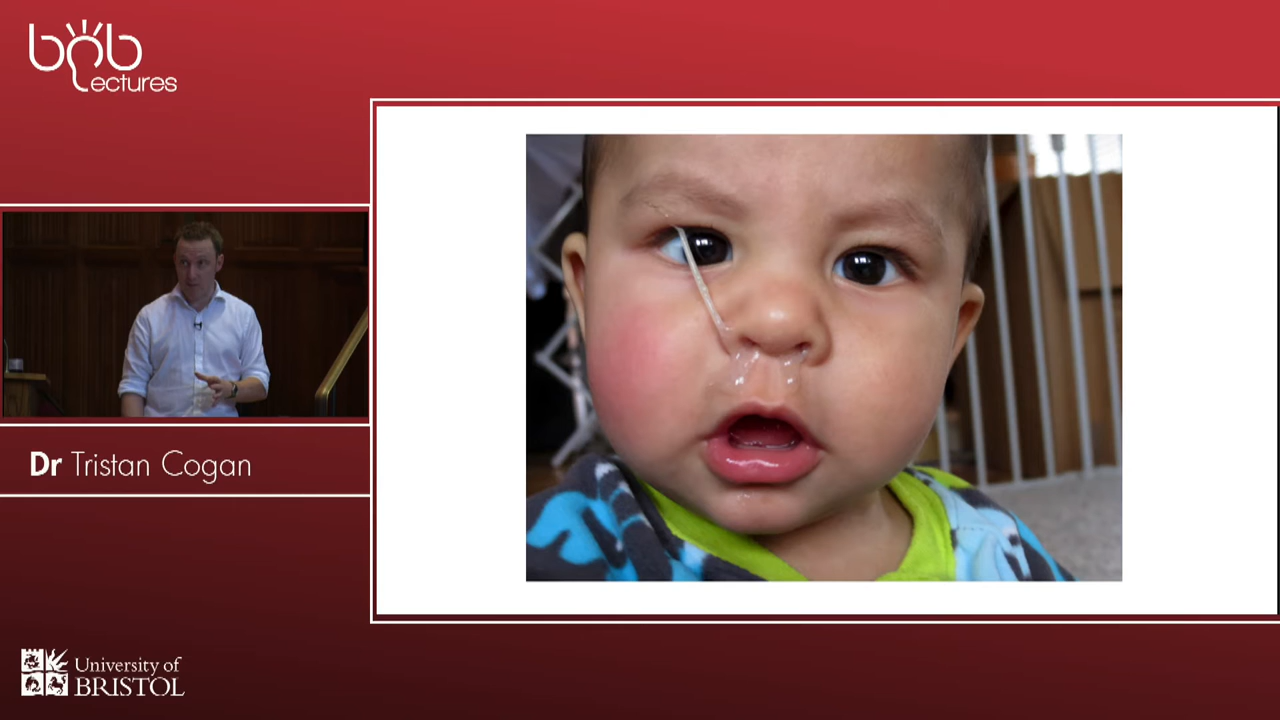 bob
Lectures
Dr Tristan Cogan
University of
BRISTOL